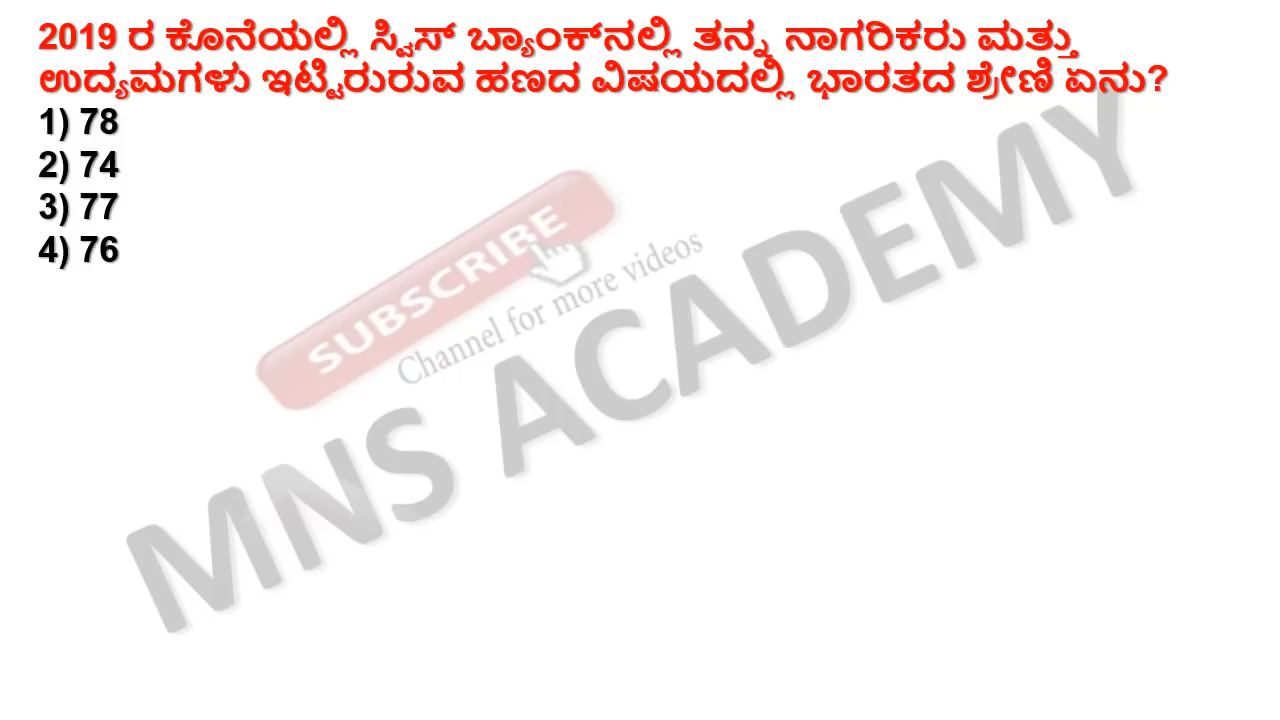 2019 ರ ಕೊನೆಯಲ್ಲಿ ಸ್ವಿಸ್ ಬ್ಯಾಂಕ್‌ನಲ್ಲಿ ತನ್ನ ನಾಗರಿಕರು ಮತ್ತು
ಉದ್ಯಮಗಳು ಇಟ್ಟಿರುರುವ ಹಣದ ವಿಷಯದಲ್ಲಿ ಭಾರತದ ಶ್ರೇಣಿ ಏನು?
1) 78
2) 74
3) 77
4) 76
SUBSCRIBE
Channel for more videos
MNS ACADEMY